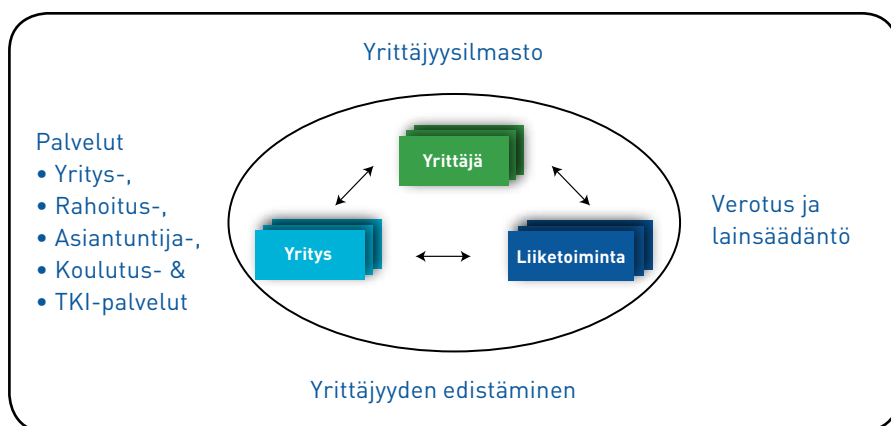 Yrittäjyysilmasto
Palvelut
• Yritys-,
• Rahoitus-,
• Asiantuntija-,
• Koulutus- &
• TKI-palvelut
Yrittäjä
Yritys
Liiketoiminta
Verotus ja
lainsäädäntö
Yrittäjyyden edistäminen